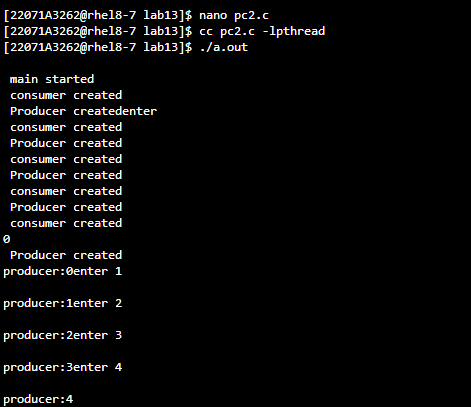 [22071A3262@rhel8-7 lab13]$ nano pc2.c
[22071A3262@rhel8-7 lab13]$ cc pc2.c -lpthread
[22071A3262@rhel8-7 lab13]$ ./a.out
main started
consumer created
Producer createdenter
consumer created
Producer created
consumer created
Producer created
consumer created
Producer created
consumer created
0
Producer created
producer:0enter 1
producer:1enter 2
producer:2enter 3
producer:3enter 4
producer:4